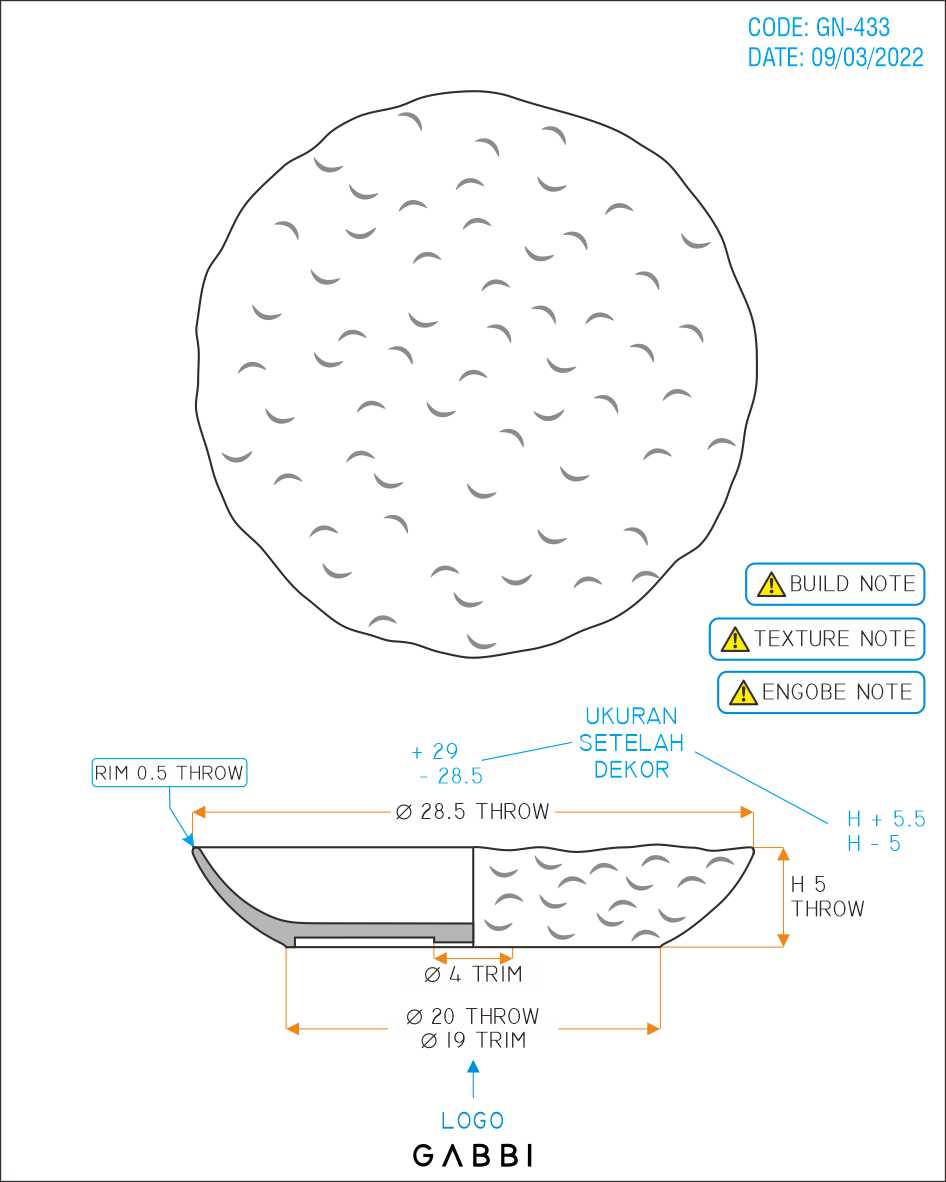 CODE: GN-433
DATE: 09/03/2022
BUILD NOTE
TEXTURE NOTE
ENGOBE NOTE
UKURAN
SETELAH
DEKOR
+ 29
- 28.5
RIM 0.5 THROW
Ø 28.5 THROW
H + 5.5
H - 5
H 5
THROW
Ø 4 TRIM
Ø 20 THROW
Ø 19 TRIM
LOGO
GABBI